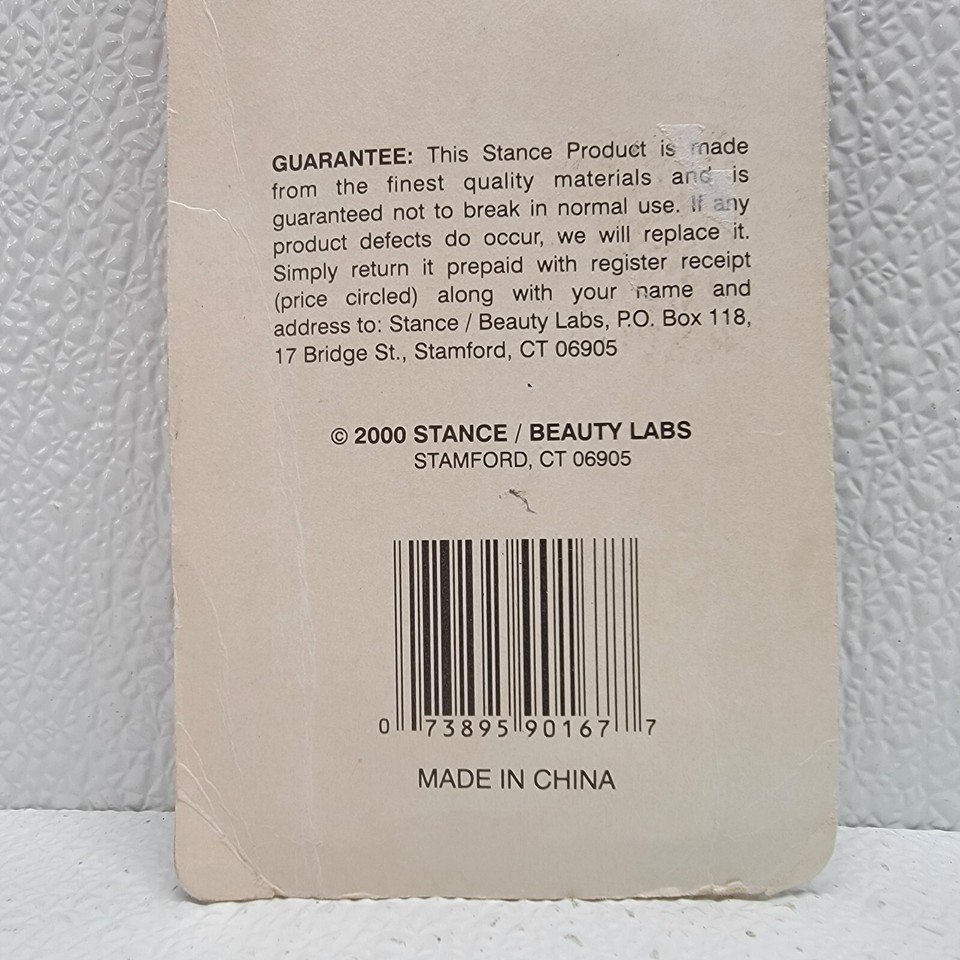 GUARANTEE: This Stance Product is made
from the finest quality materials and is
guaranteed not to break in normal use. If any
product defects do occur, we will replace it.
Simply return it prepaid with register receipt
(price circled) along with your name and
address to: Stance / Beauty Labs, P.O. Box 118,
17 Bridge St., Stamford, CT 06905
© 2000 STANCE / BEAUTY LABS
STAMFORD, CT 06905
0 73895 90167 7
MADE IN CHINA